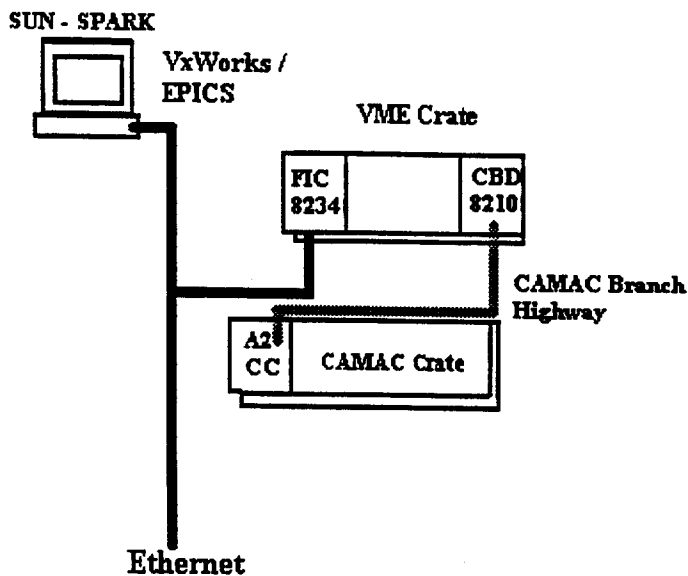 SUN - SPARK
VxWorks /
EPICS
VME Crate
FIC
8234
CBD
8210
CAMAC Branch
Highway
A2
CC
CAMAC Crate
Ethernet